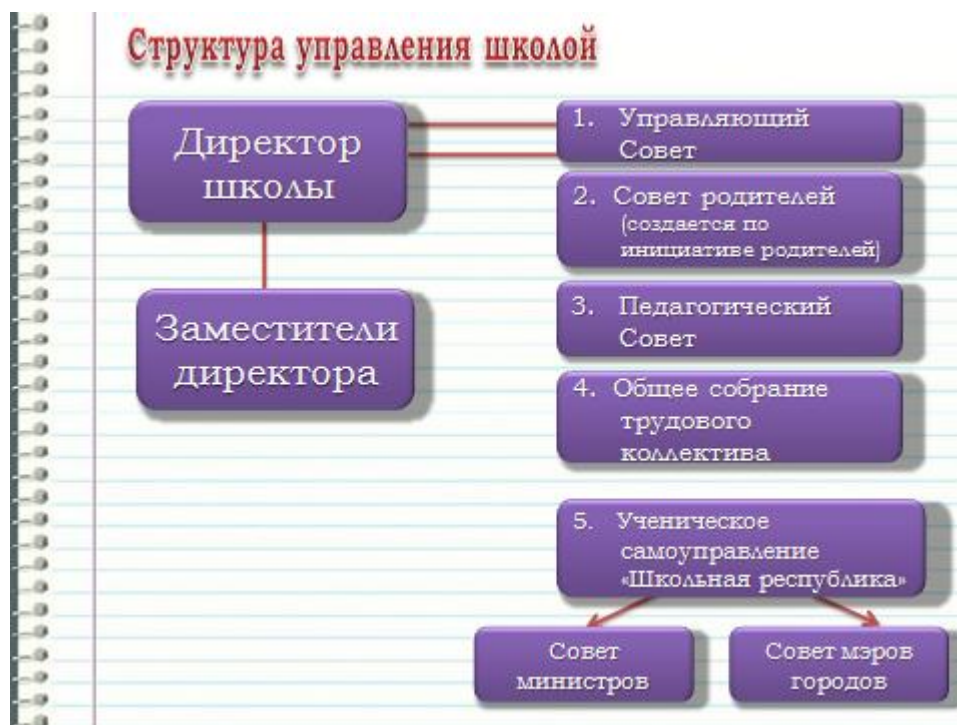 Структура управления школой
Директор
школы
Заместители
директора
1. Управляющий
Совет
2. Совет родителей
(создается по
инициативе родителей)
3. Педагогический
Совет
4. Общее собрание
трудового
коллектива
5. Ученическое
самоуправление
«Школьная республика»
Совет
министров
Совет мэров
городов